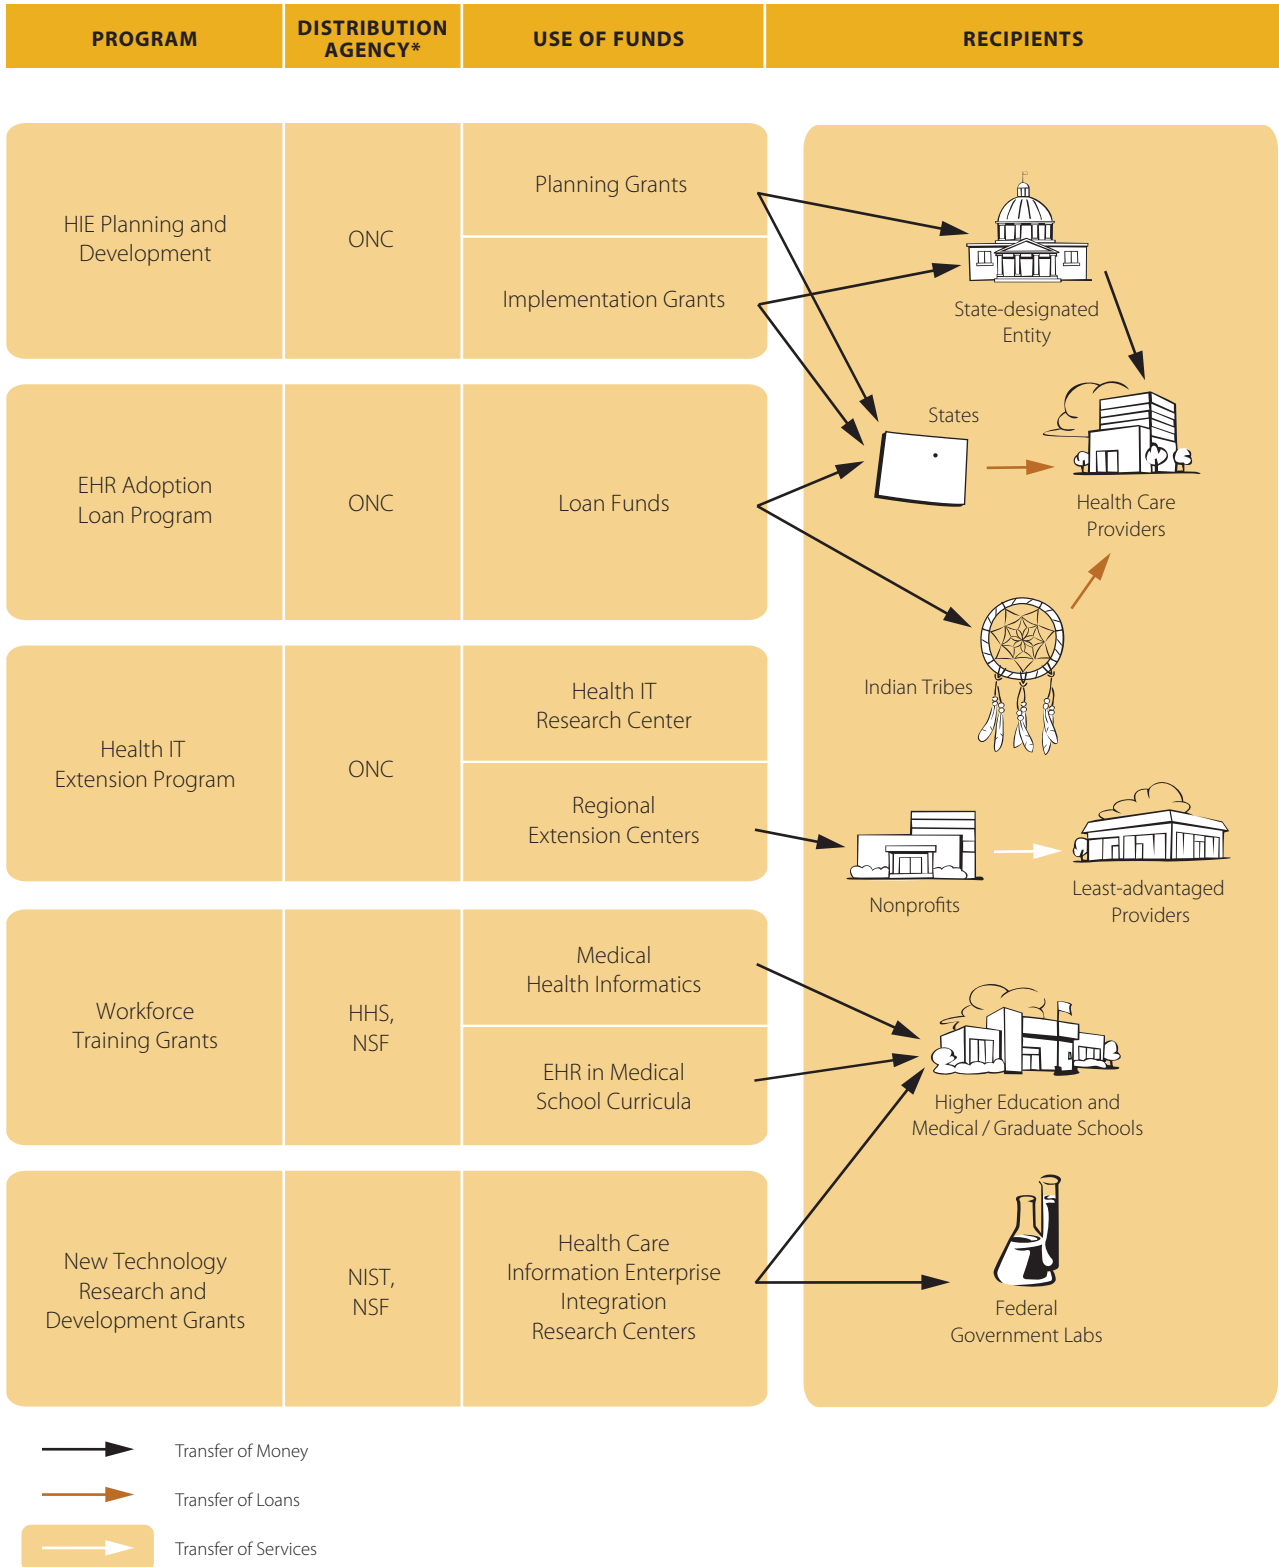 PROGRAM
DISTRIBUTION
AGENCY*
USE OF FUNDS
RECIPIENTS
HIE Planning and
Development
ONC
Planning Grants
Implementation Grants
EHR Adoption
Loan Program
ONC
Loan Funds
Health IT
Extension Program
ONC
Health IT
Research Center
Regional
Extension Centers
Workforce
Training Grants
HHS,
NSF
Medical
Health Informatics
EHR in Medical
School Curricula
New Technology
Research and
Development Grants
NIST,
NSF
Health Care
Information Enterprise
Integration
Research Centers
State-designated
Entity
States
Health Care
Providers
Indian Tribes
Nonprofits
Least-advantaged
Providers
Higher Education and
Medical / Graduate Schools
Federal
Government Labs
Transfer of Money
Transfer of Loans
Transfer of Services